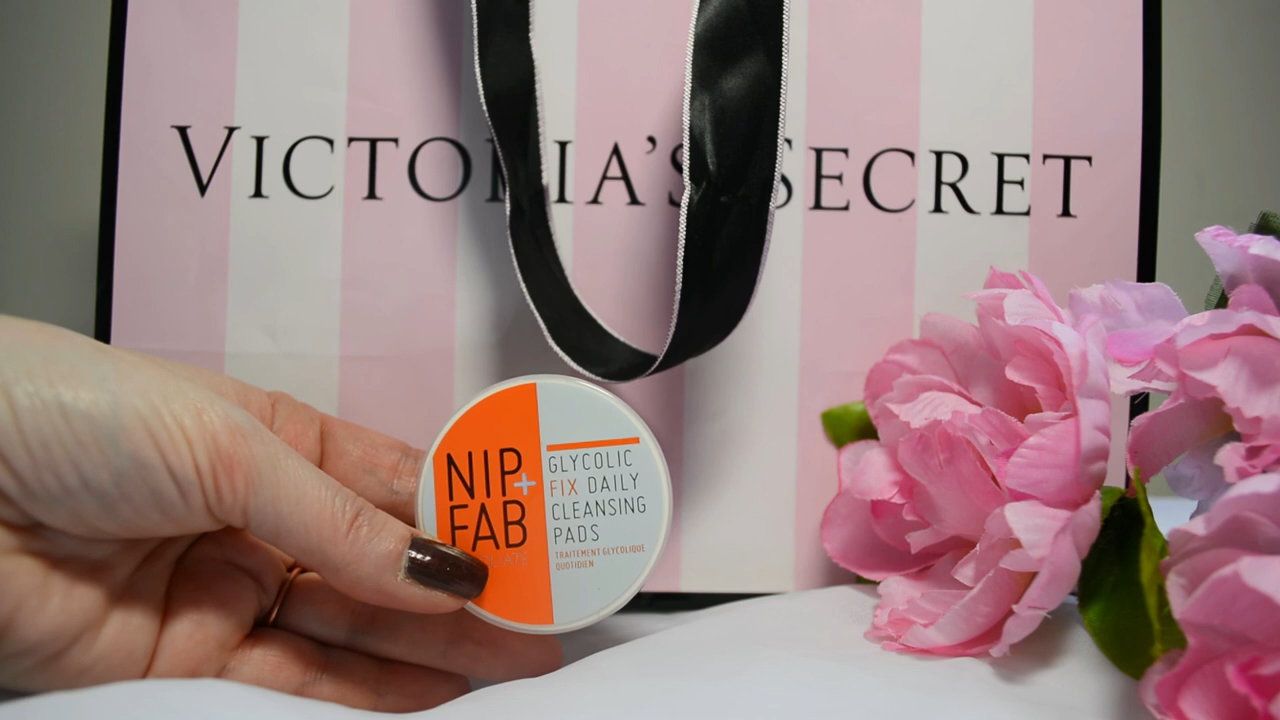 VICTORIA'S SECRET
NIP+
FAB
GLYCOLIC
FIX DAILY
CLEANSING
PADS
TRAITEMENT GLYCOLIQUE
QUOTIDIEN